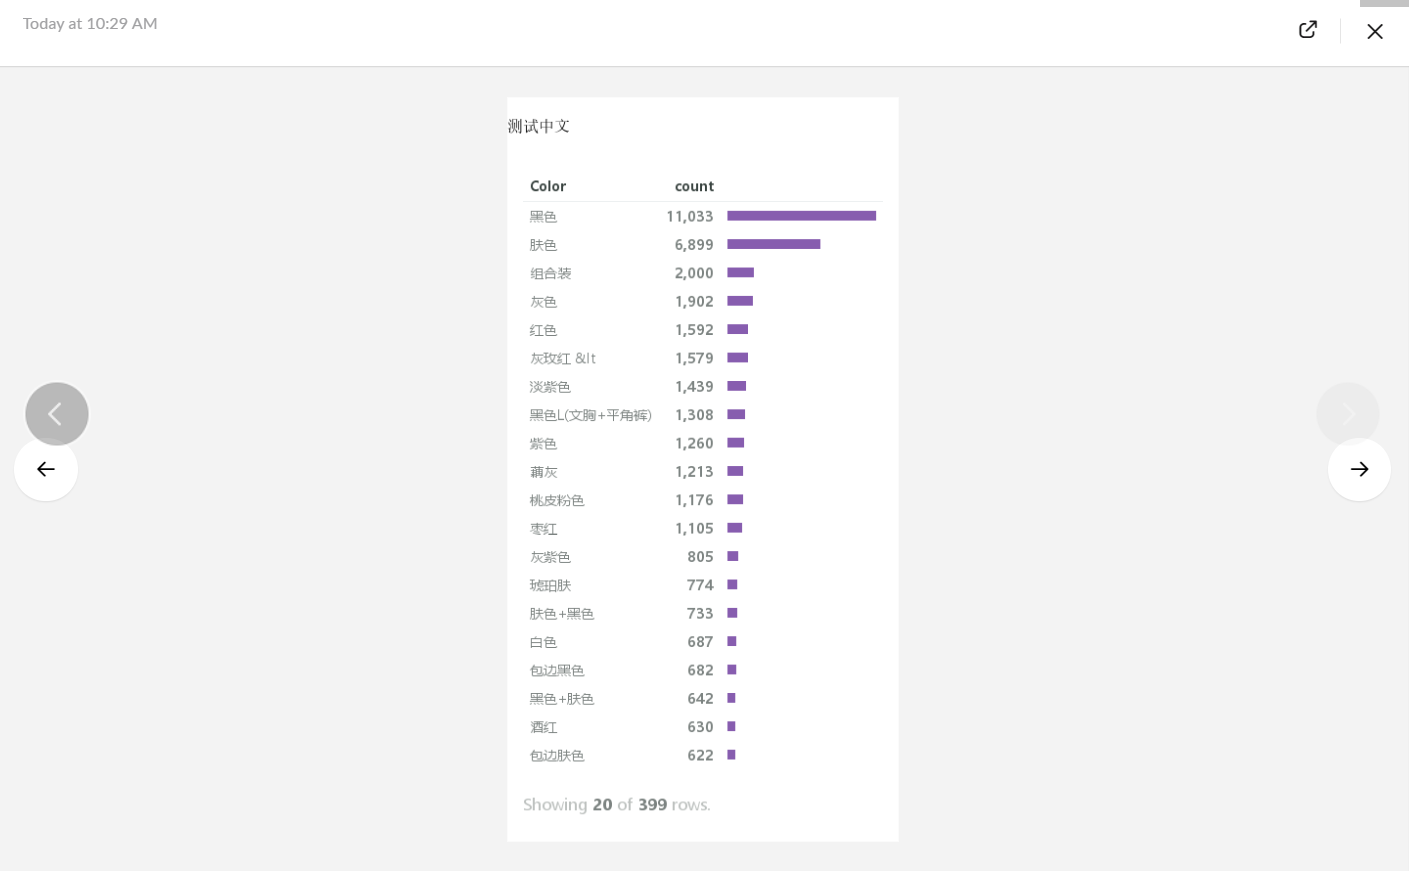 Today at 10:29 AM
测试中文
Color count
黑色 11,033
肤色 6,899
组合装 2,000
灰色 1,902
红色 1,592
灰玫红 &lt 1,579
淡紫色 1,439
黑色L(文胸+平角裤) 1,308
紫色 1,260
藕灰 1,213
桃皮粉色 1,176
枣红 1,105
灰紫色 805
琥珀肤 774
肤色+黑色 733
白色 687
包边黑色 682
黑色+肤色 642
酒红 630
包边肤色 622
Showing 20 of 399 rows.